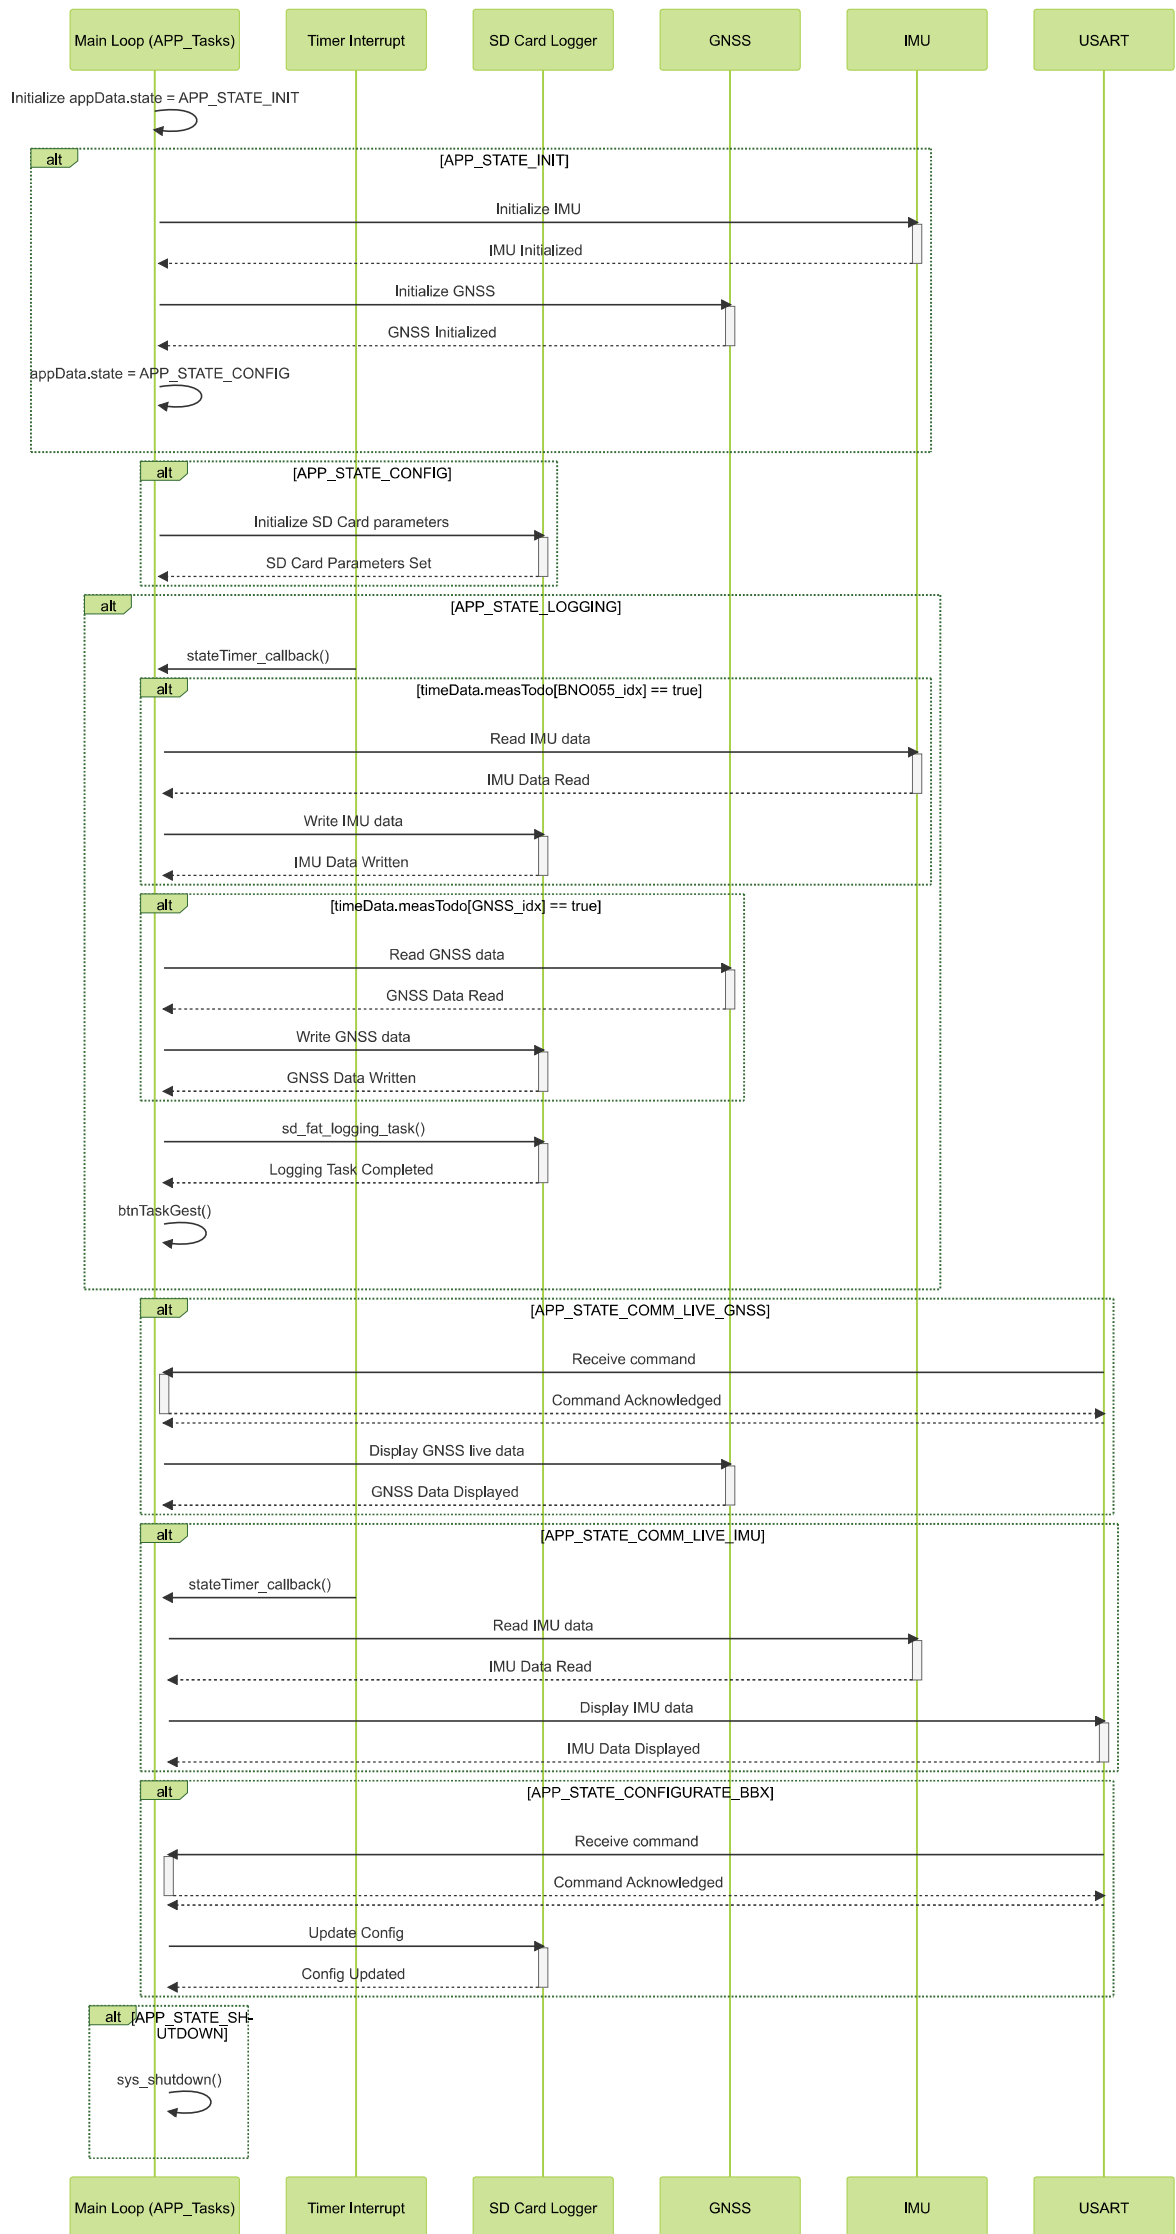 Main Loop (APP_Tasks)
Timer Interrupt
SD Card Logger
GNSS
IMU
USART
Initialize appData.state = APP_STATE_INIT
alt
[APP_STATE_INIT]
Initialize IMU
IMU Initialized
Initialize GNSS
GNSS Initialized
appData.state = APP_STATE_CONFIG
alt
[APP_STATE_CONFIG]
Initialize SD Card parameters
SD Card Parameters Set
alt
[APP_STATE_LOGGING]
stateTimer_callback()
alt
[timeData.measTodo[BNO055_idx] == true]
Read IMU data
IMU Data Read
Write IMU data
IMU Data Written
alt
[timeData.measTodo[GNSS_idx] == true]
Read GNSS data
GNSS Data Read
Write GNSS data
GNSS Data Written
sd_fat_logging_task()
Logging Task Completed
btnTaskGest()
alt
[APP_STATE_COMM_LIVE_GNSS]
Receive command
Command Acknowledged
Display GNSS live data
GNSS Data Displayed
alt
[APP_STATE_COMM_LIVE_IMU]
stateTimer_callback()
Read IMU data
IMU Data Read
Display IMU data
IMU Data Displayed
alt
[APP_STATE_CONFIGURATE_BBX]
Receive command
Command Acknowledged
Update Config
Config Updated
alt
[APP_STATE_SH-
UTDOWN]
sys_shutdown()
Main Loop (APP_Tasks)
Timer Interrupt
SD Card Logger
GNSS
IMU
USART